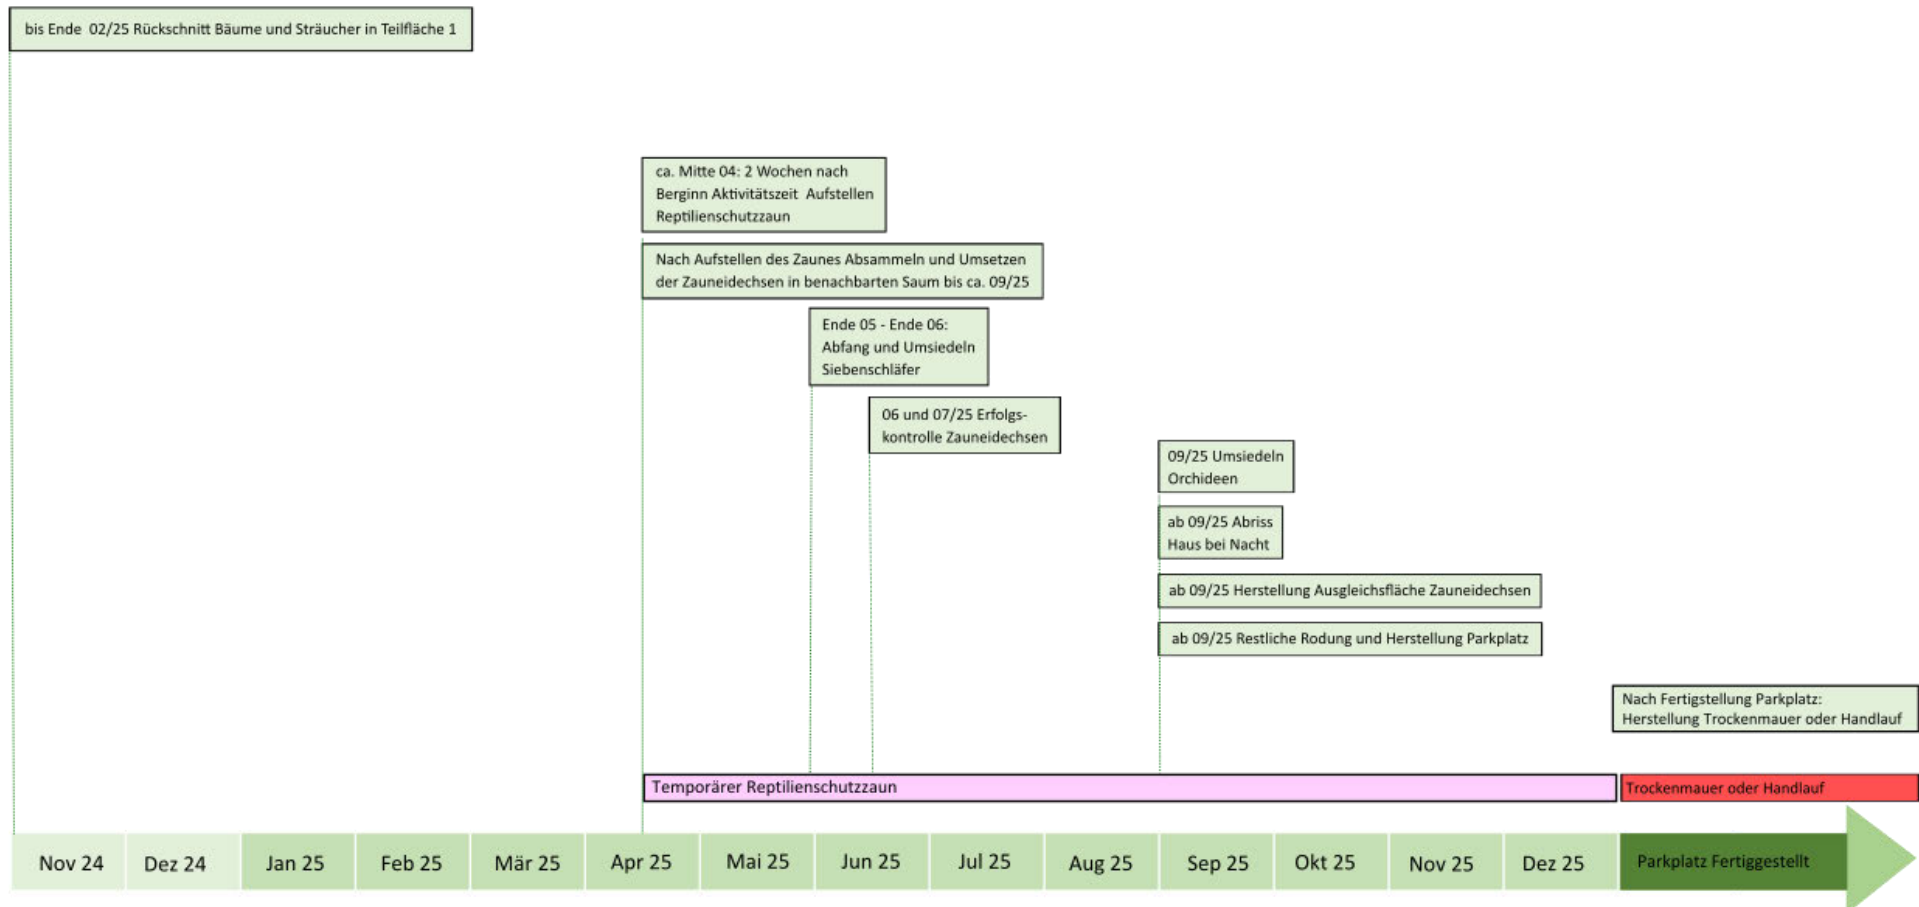 bis Ende  02/25 Rückschnitt Bäume und Sträucher in Teilfläche 1
ca. Mitte 04: 2 Wochen nach
Berginn Aktivitätszeit  Aufstellen
Reptilienschutzzaun
Nach Aufstellen des Zaunes Absammeln und Umsetzen
der Zauneidechsen in benachbarten Saum bis ca. 09/25
Ende 05 - Ende 06:
Abfang und Umsiedeln
Siebenschläfer
06 und 07/25 Erfolgs-
kontrolle Zauneidechsen
09/25 Umsiedeln
Orchideen
ab 09/25 Abriss
Haus bei Nacht
ab 09/25 Herstellung Ausgleichsfläche Zauneidechsen
ab 09/25 Restliche Rodung und Herstellung Parkplatz
Nach Fertigstellung Parkplatz:
Herstellung Trockenmauer oder Handlauf
Temporärer Reptilienschutzzaun
Trockenmauer oder Handlauf
Nov 24
Dez 24
Jan 25
Feb 25
Mär 25
Apr 25
Mai 25
Jun 25
Jul 25
Aug 25
Sep 25
Okt 25
Nov 25
Dez 25
Parkplatz Fertiggestellt